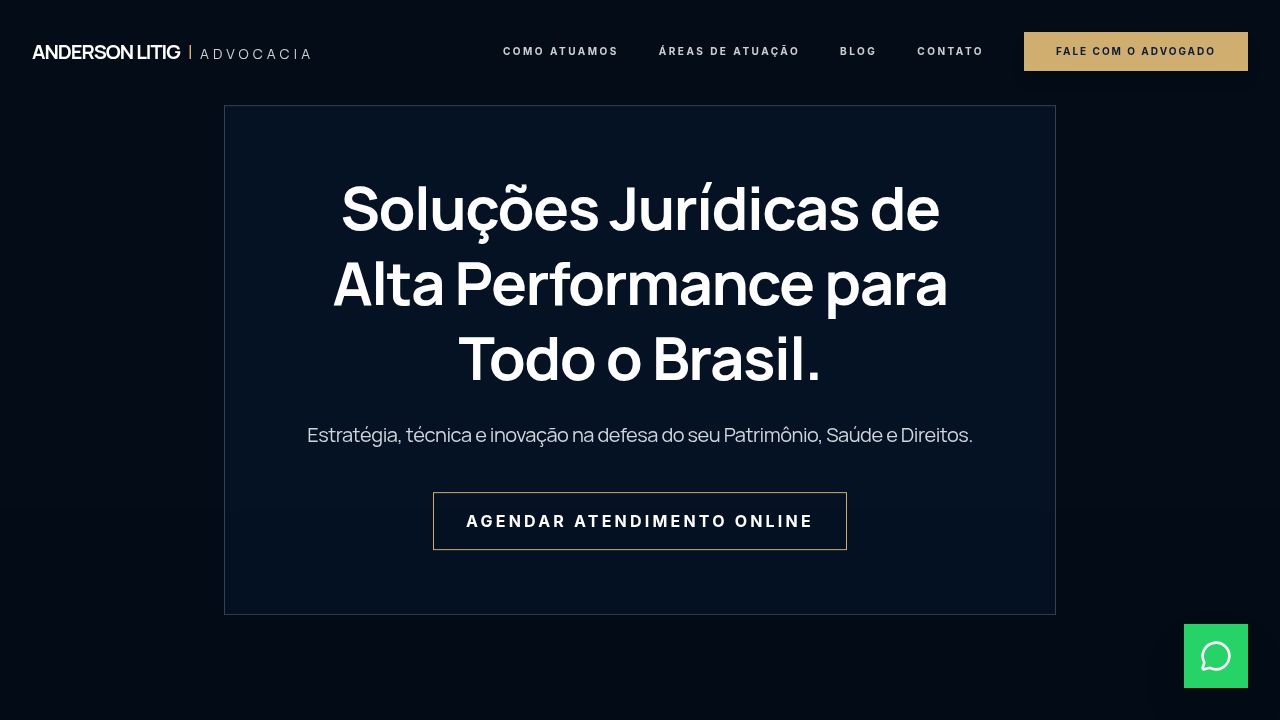 ANDERSON LITIG | ADVOCACIA
COMO ATUAMOS
ÁREAS DE ATUAÇÃO
BLOG
CONTATO
FALE COM O ADVOGADO
Soluções Jurídicas de
Alta Performance para
Todo o Brasil.
Estratégia, técnica e inovação na defesa do seu Patrimônio, Saúde e Direitos.
AGENDAR ATENDIMENTO ONLINE